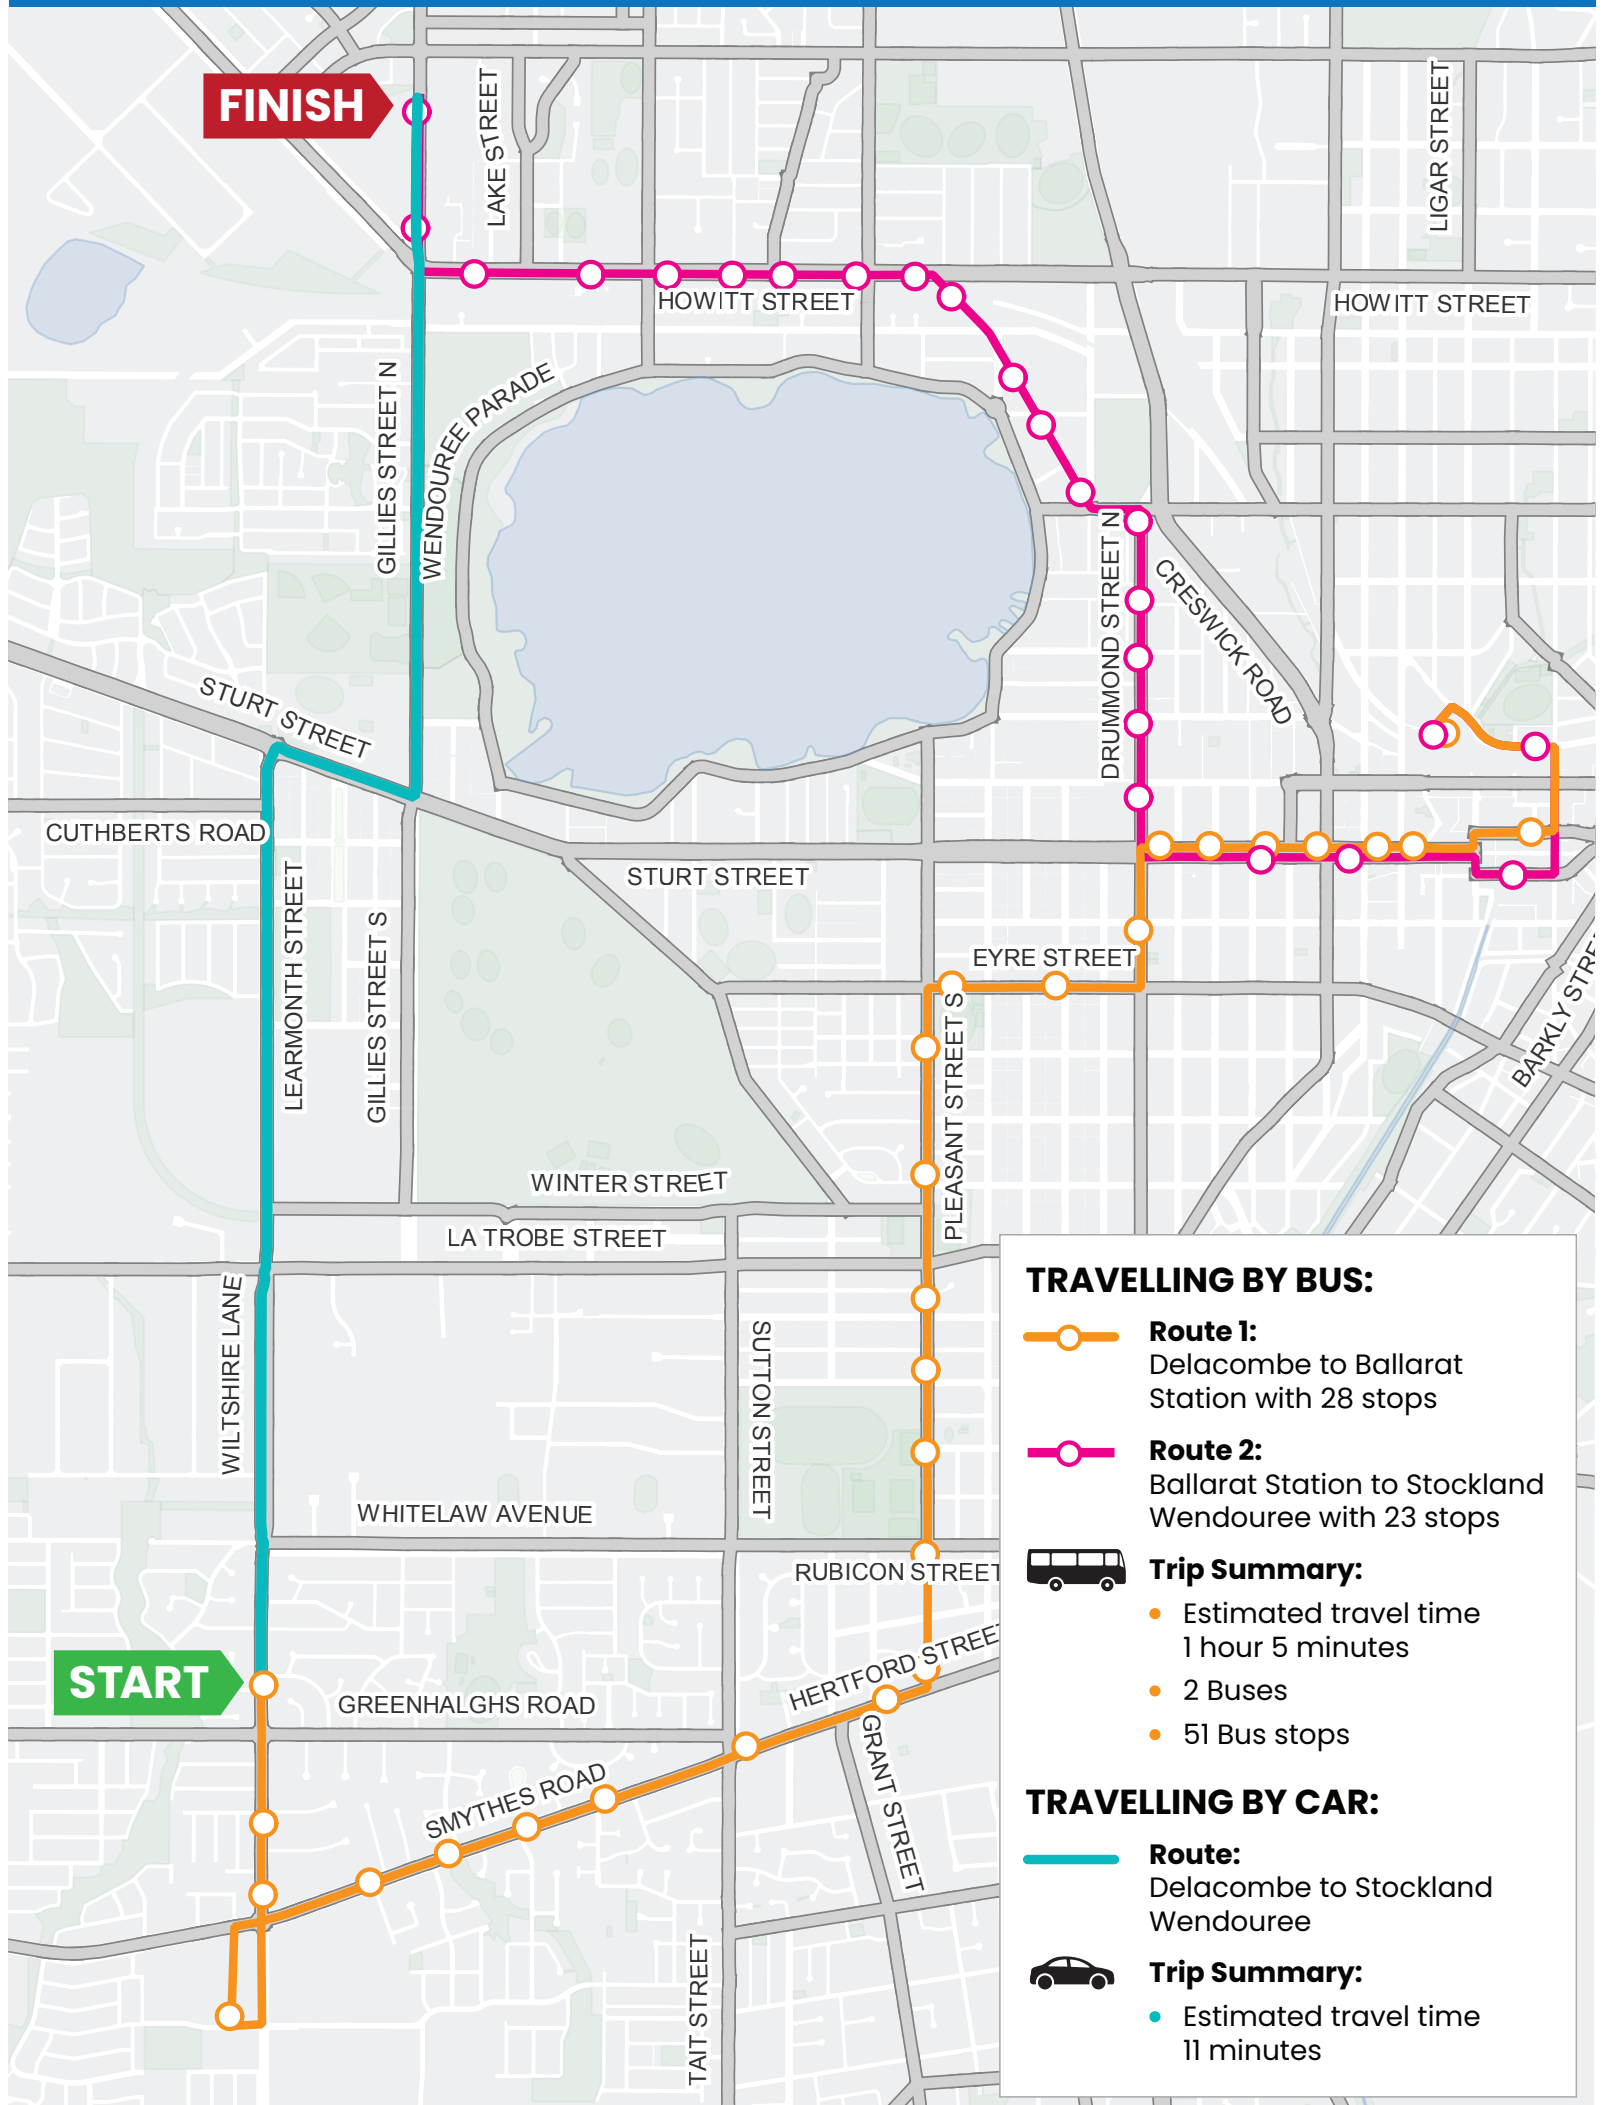 FINISH
LAKE STREET
LIGAR STREET
HOWITT STREET
HOWITT STREET
GILLIES STREET N
WENDOUREE PARADE
DRUMMOND STREET N
CRESWICK ROAD
STURT STREET
CUTHBERTS ROAD
STURT STREET
LEARMONTH STREET
GILLIES STREET S
EYRE STREET
PLEASANT STREET S
BARKLY STRE
WINTER STREET
LA TROBE STREET
WILTSHIRE LANE
SUTTON STREET
WHITELAW AVENUE
RUBICON STREET
START
GREENHALGHS ROAD
HERTFORD STREET
GRANT STREET
SMYTHES ROAD
TAIT STREET
TRAVELLING BY BUS:
Route 1:
Delacombe to Ballarat
Station with 28 stops
Route 2:
Ballarat Station to Stockland
Wendouree with 23 stops
Trip Summary:
• Estimated travel time
1 hour 5 minutes
• 2 Buses
• 51 Bus stops
TRAVELLING BY CAR:
Route:
Delacombe to Stockland
Wendouree
Trip Summary:
• Estimated travel time
11 minutes